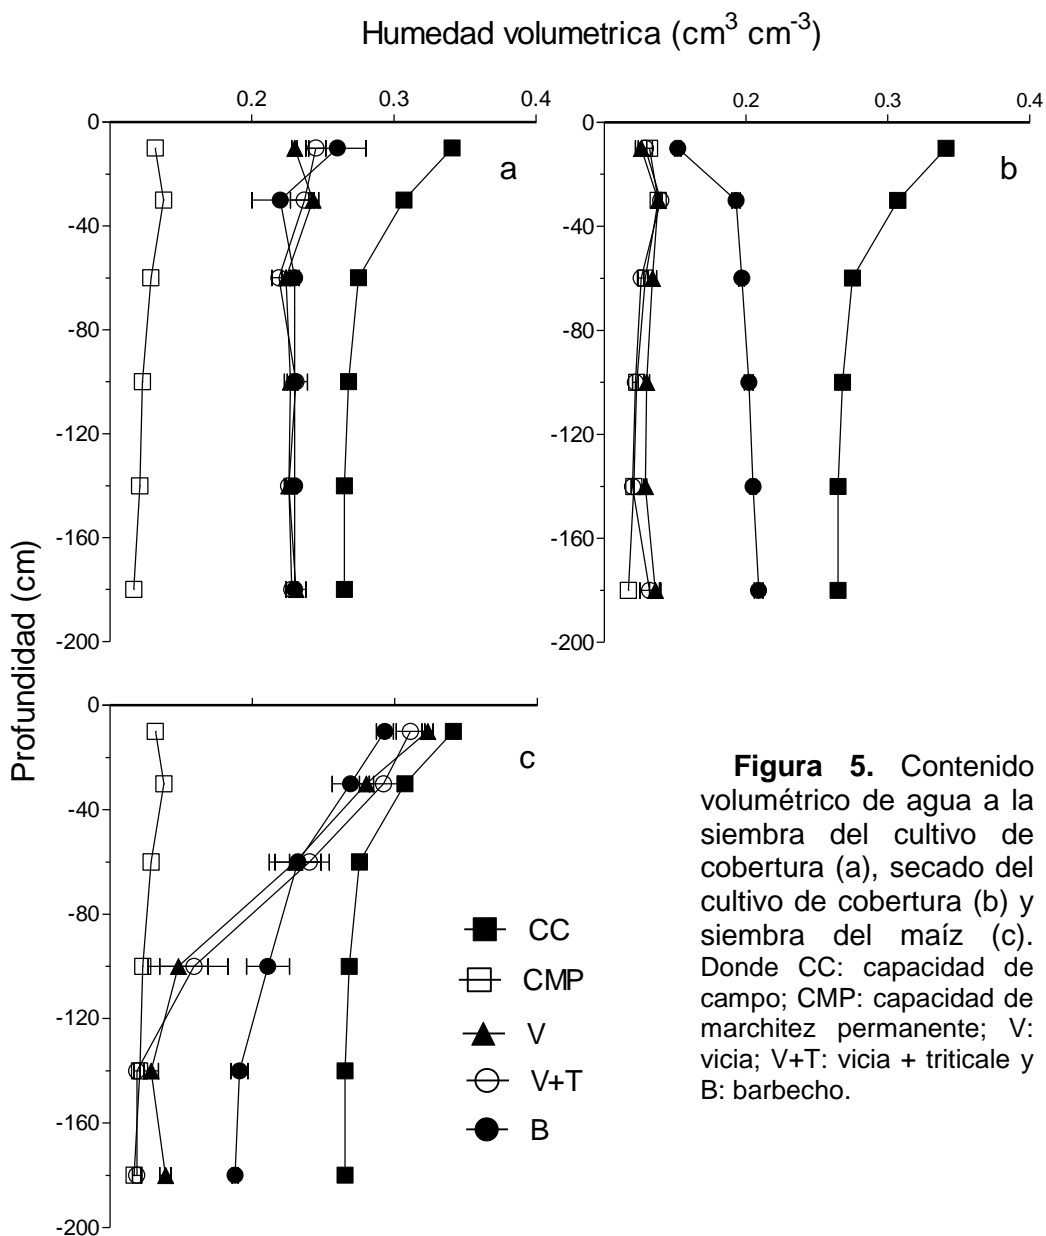 Humedad volumetrica (cm³ cm⁻³)
0.2 0.3 0.4
0.2 0.3 0.4
0
-40
-80
-120
-160
-200
a
0
-40
-80
-120
-160
-200
b
Profundidad (cm)
0
-40
-80
-120
-160
-200
c
CC
CMP
V
V+T
B
Figura 5. Contenido
volumétrico de agua a la
siembra del cultivo de
cobertura (a), secado del
cultivo de cobertura (b) y
siembra del maíz (c).
Donde CC: capacidad de
campo; CMP: capacidad de
marchitez permanente; V:
vicia; V+T: vicia + triticale y
B: barbecho.